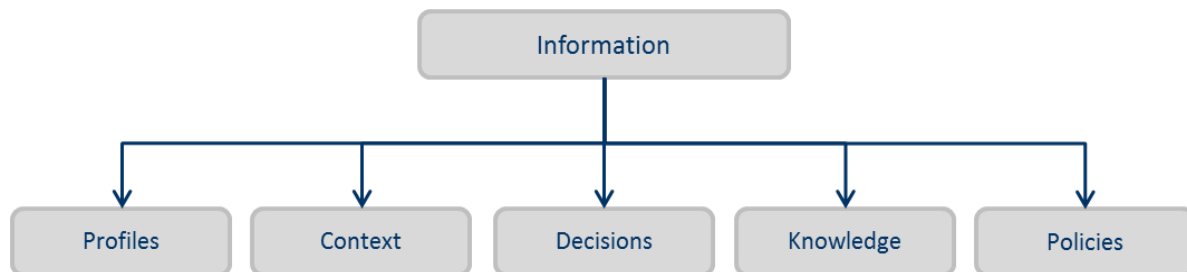 Information
Profiles
Context
Decisions
Knowledge
Policies